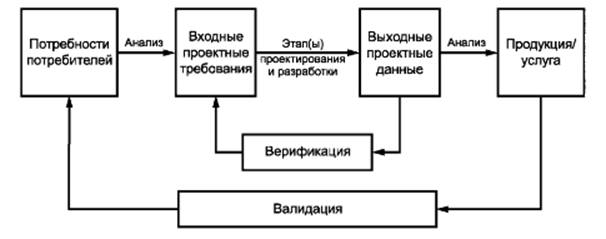 Потребности
потребителей
Анализ
Входные
проектные
требования
Этап(ы)
проектирования
и разработки
Выходные
проектные
данные
Анализ
Продукция/
услуга
Верификация
Валидация